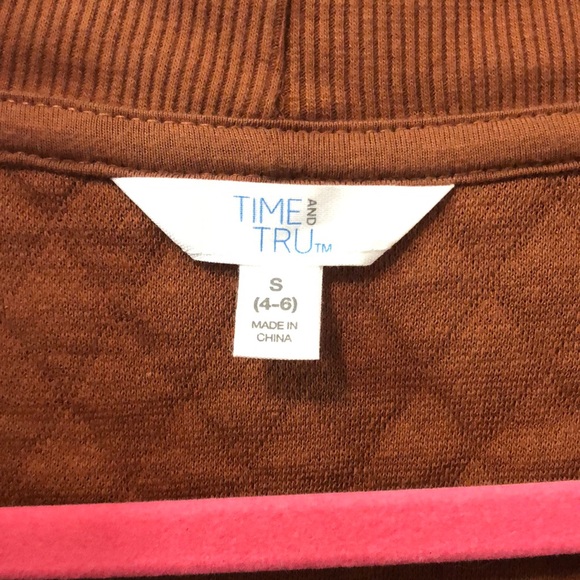 TIME AND
TRU™
S
(4-6)
MADE IN
CHINA